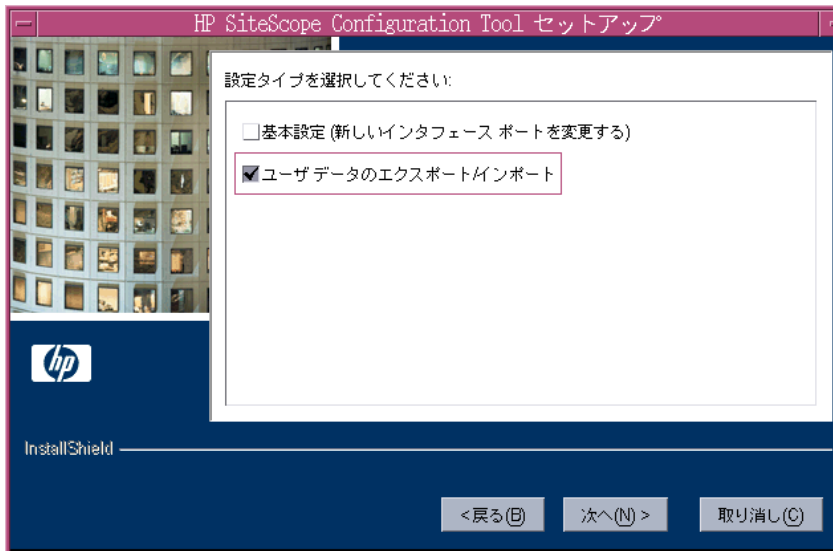 HP SiteScope Configuration Tool セットアップ
設定タイプを選択してください:
基本設定 (新しいインタフェース ポートを変更する)
ユーザ データのエクスポート/インポート
hp
InstallShield
<戻る(B)
次へ(N) >
取り消し(C)